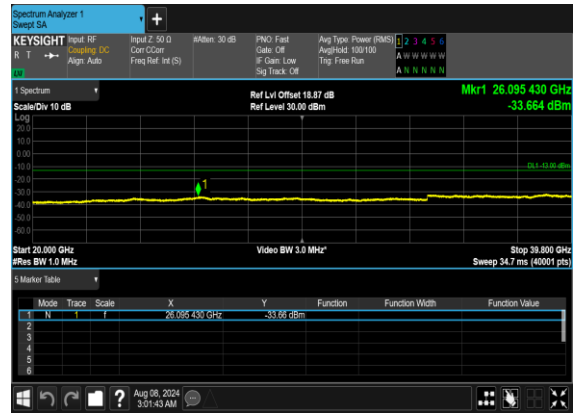 Spectrum Analyzer 1
Swept SA
+
KEYSIGHT Input: RF Input Z: 50 Ω #Atten: 30 dB PNO: Fast Avg Type: Power (RMS) 1 2 3 4 5 6
R T Coupling: DC Corr CCorr Gate: Off Avg|Hold: 100/100 A W W W W W
Align: Auto Freq Ref: Int (S) IF Gain: Low Trig: Free Run
LW Sig Track: Off A N N N N N
1 Spectrum Ref Lvl Offset 18.87 dB Mkr1 26.095 430 GHz
Scale/Div 10 dB Ref Level 30.00 dBm -33.664 dBm
Log
20.0
10.0
0.00
-10.0 DL1 -13.00 dBm
-20.0
-30.0 1
-40.0
-50.0
-60.0
Start 20.000 GHz Video BW 3.0 MHz* Stop 39.800 GHz
#Res BW 1.0 MHz Sweep 34.7 ms (40001 pts)
5 Marker Table
Mode Trace Scale X Y Function Function Width Function Value
1 N 1 f 26.095 430 GHz -33.66 dBm
2
3
4
5
6
? Aug 08, 2024
3:01:43 AM